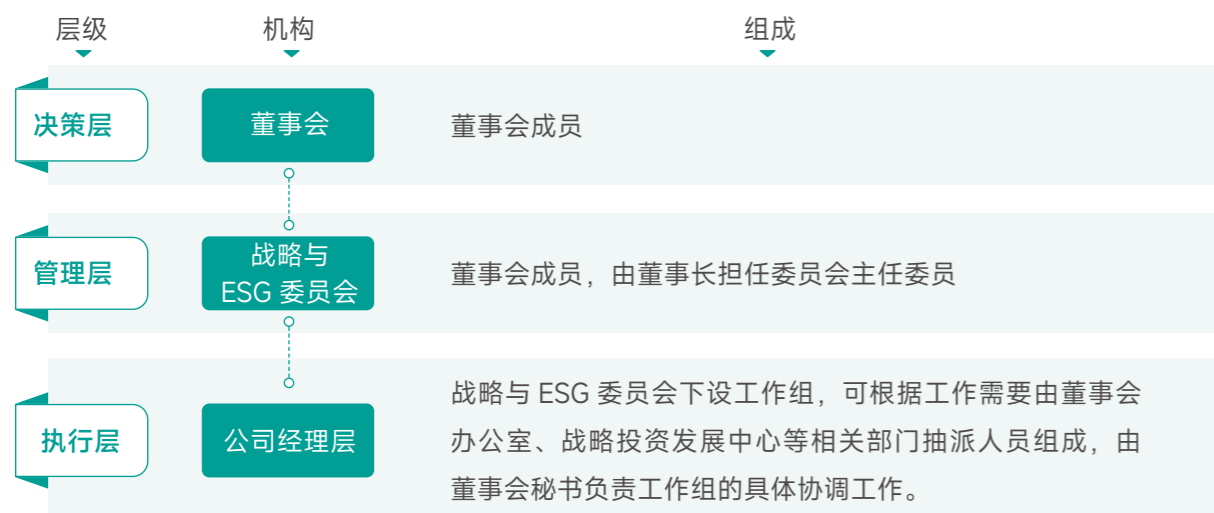 层级 机构 组成
决策层 董事会 董事会成员
管理层 战略与
ESG 委员会 董事会成员，由董事长担任委员会主任委员
执行层 公司经理层 战略与 ESG 委员会下设工作组，可根据工作需要由董事会
办公室、战略投资发展中心等相关部门抽派人员组成，由
董事会秘书负责工作组的具体协调工作。